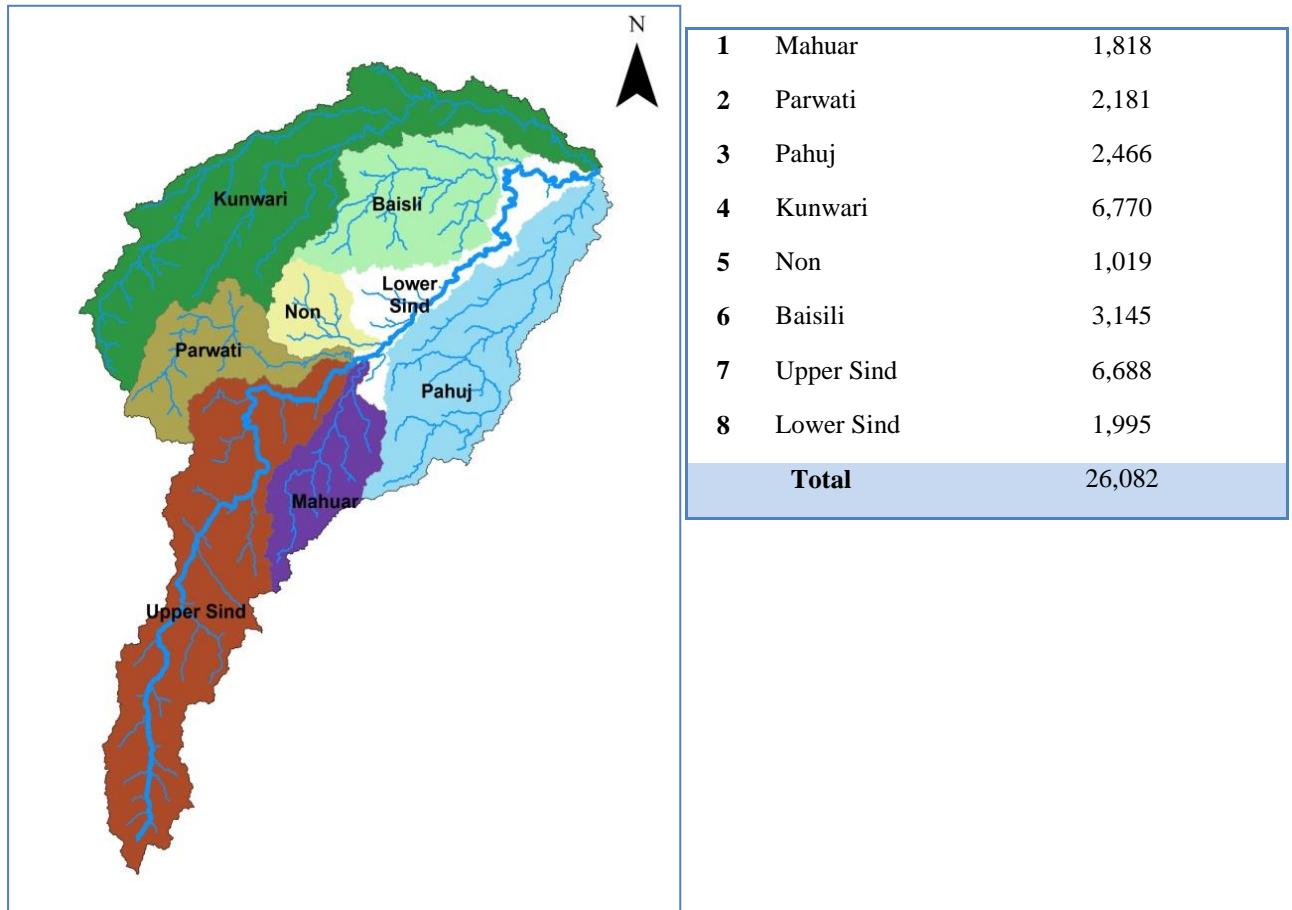 N
Kunwari
Baisli
Lower
Sind
Non
Parwati
Pahuj
Mahuar
Upper Sind
1 Mahuar 1,818
2 Parwati 2,181
3 Pahuj 2,466
4 Kunwari 6,770
5 Non 1,019
6 Baisili 3,145
7 Upper Sind 6,688
8 Lower Sind 1,995
Total 26,082